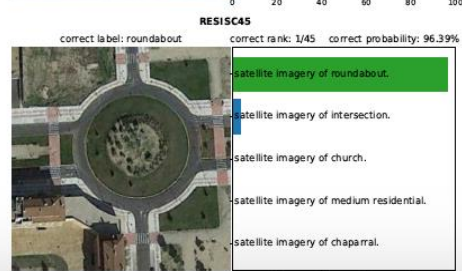 0 20 40 60 80 100
RESISC45
correct label: roundabout correct rank: 1/45 correct probability: 96.39%
satellite imagery of roundabout.
satellite imagery of intersection.
satellite imagery of church.
satellite imagery of medium residential.
satellite imagery of chaparral.